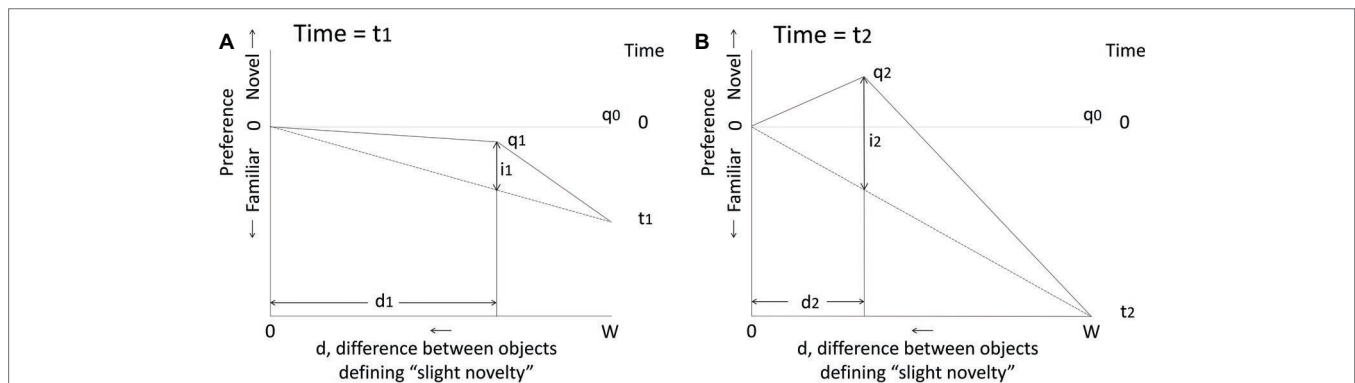 A
Time = t1
Time
Preference
← Familiar 0 Novel →
q0 0
q1
i1
t1
d1
0 W
←
d, difference between objects
defining “slight novelty”
B
Time = t2
Time
Preference
← Familiar 0 Novel →
q2
q0 0
i2
d2
t2
0 W
←
d, difference between objects
defining “slight novelty”